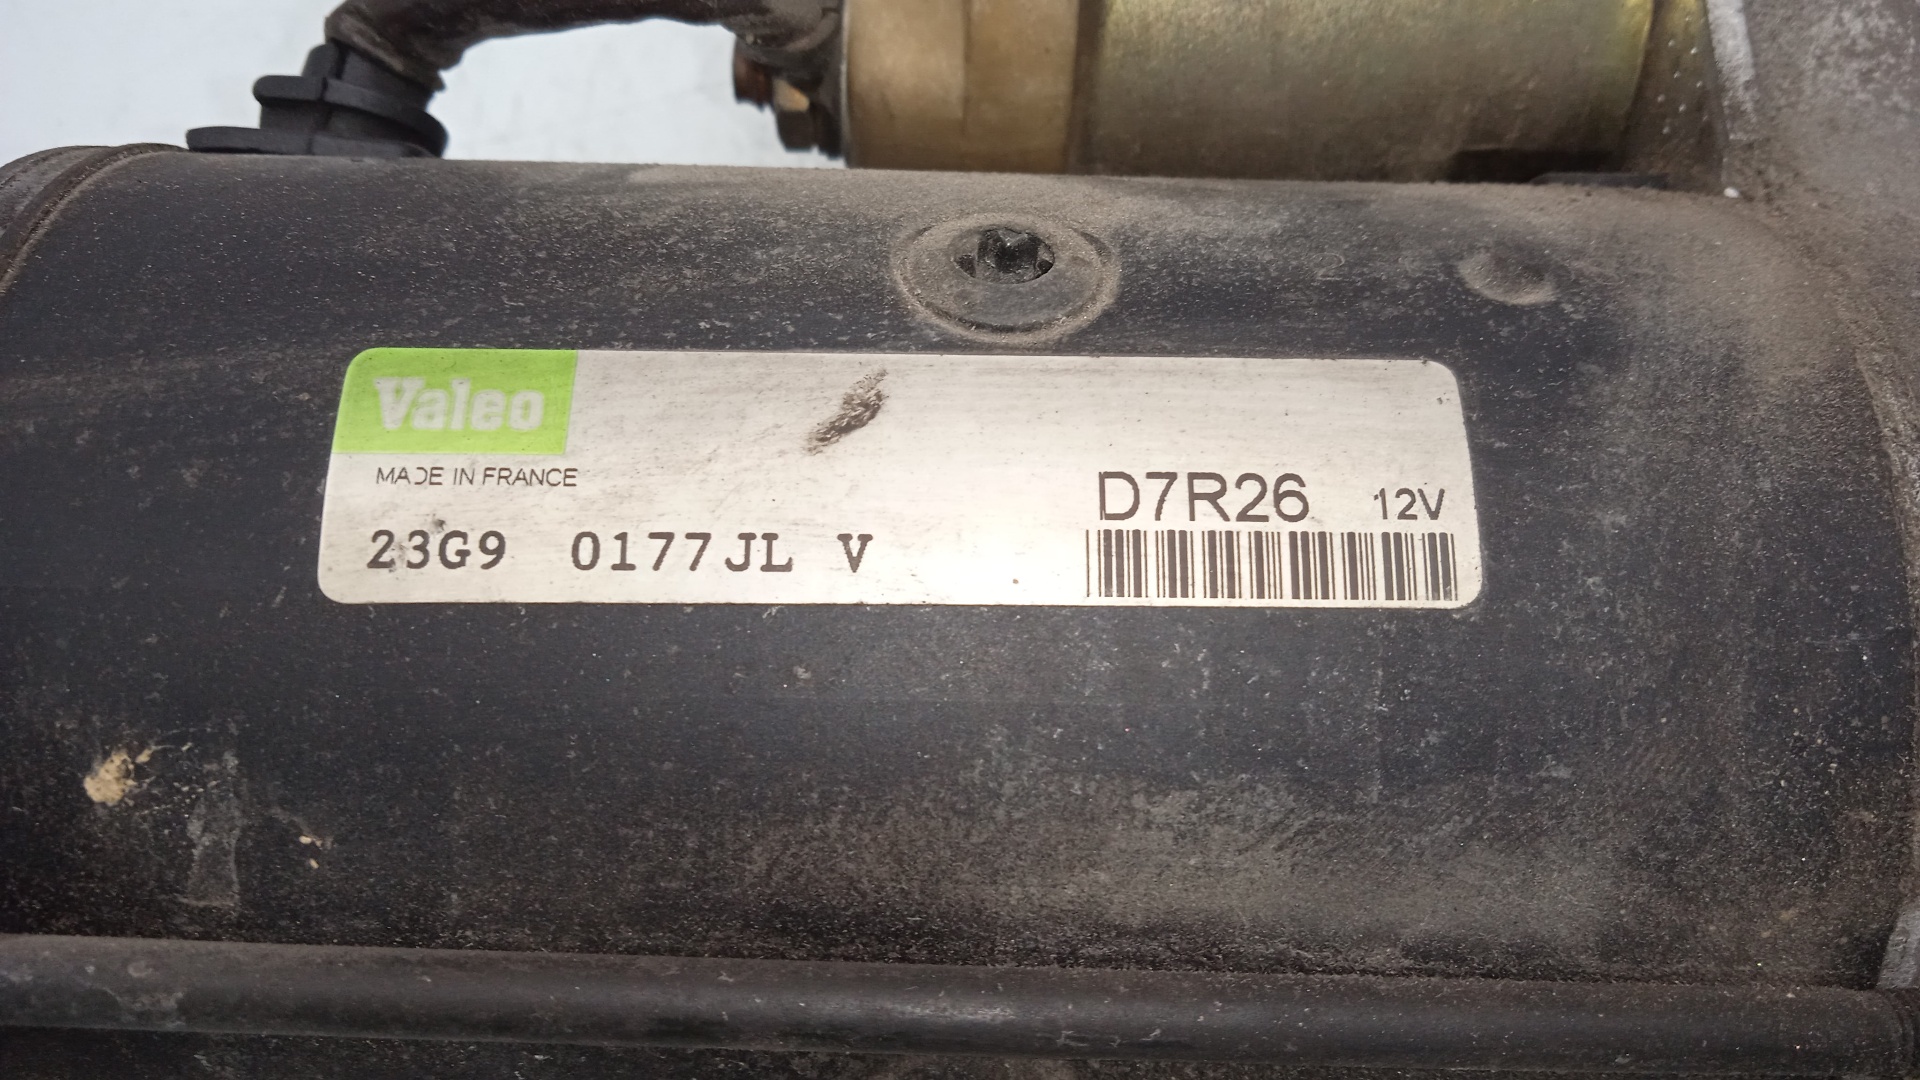 Valeo
MADE IN FRANCE
D7R26 12V
23G9 0177JL V